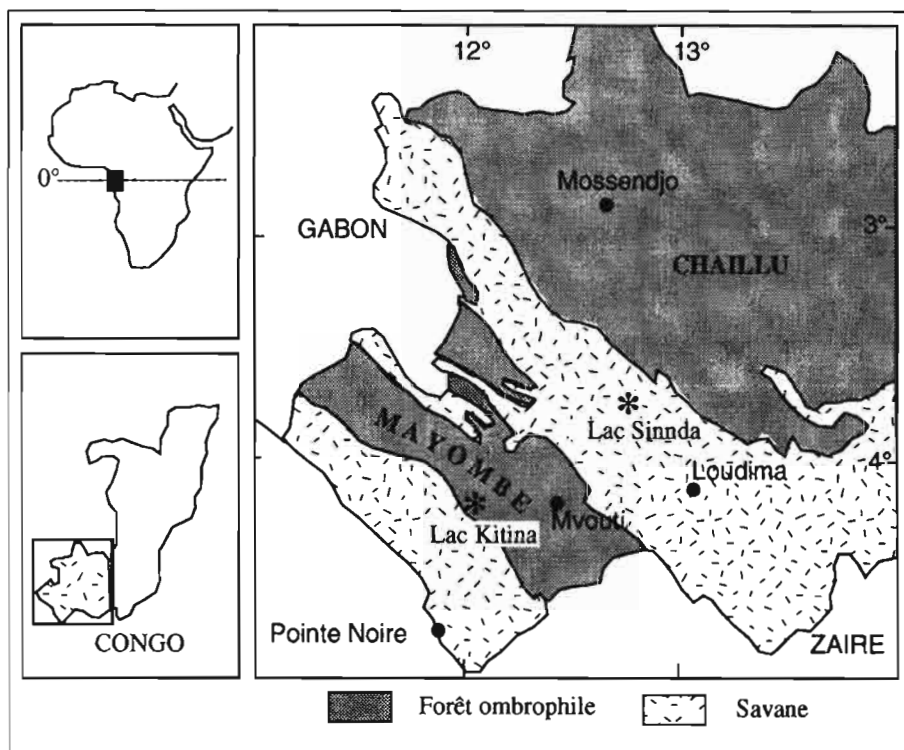 0°
CONGO
12° 13°
Mossendjo
GABON
3°
CHAILLU
Lac Sinnda
MAYOMBE
4°
Loudima
Mvouti
Lac Kitina
Pointe Noire
ZAIRE
Forêt ombrophile
Savane